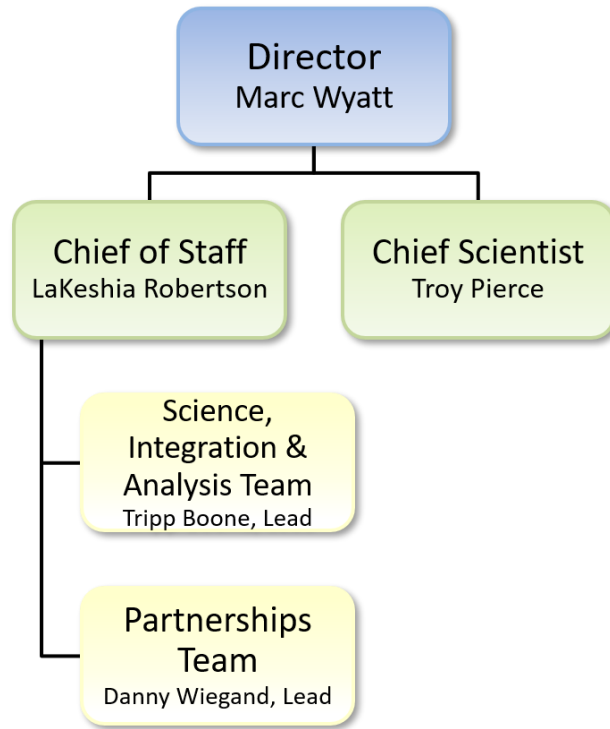 Director
Marc Wyatt
Chief of Staff
LaKeshia Robertson
Chief Scientist
Troy Pierce
Science,
Integration &
Analysis Team
Tripp Boone, Lead
Partnerships
Team
Danny Wiegand, Lead